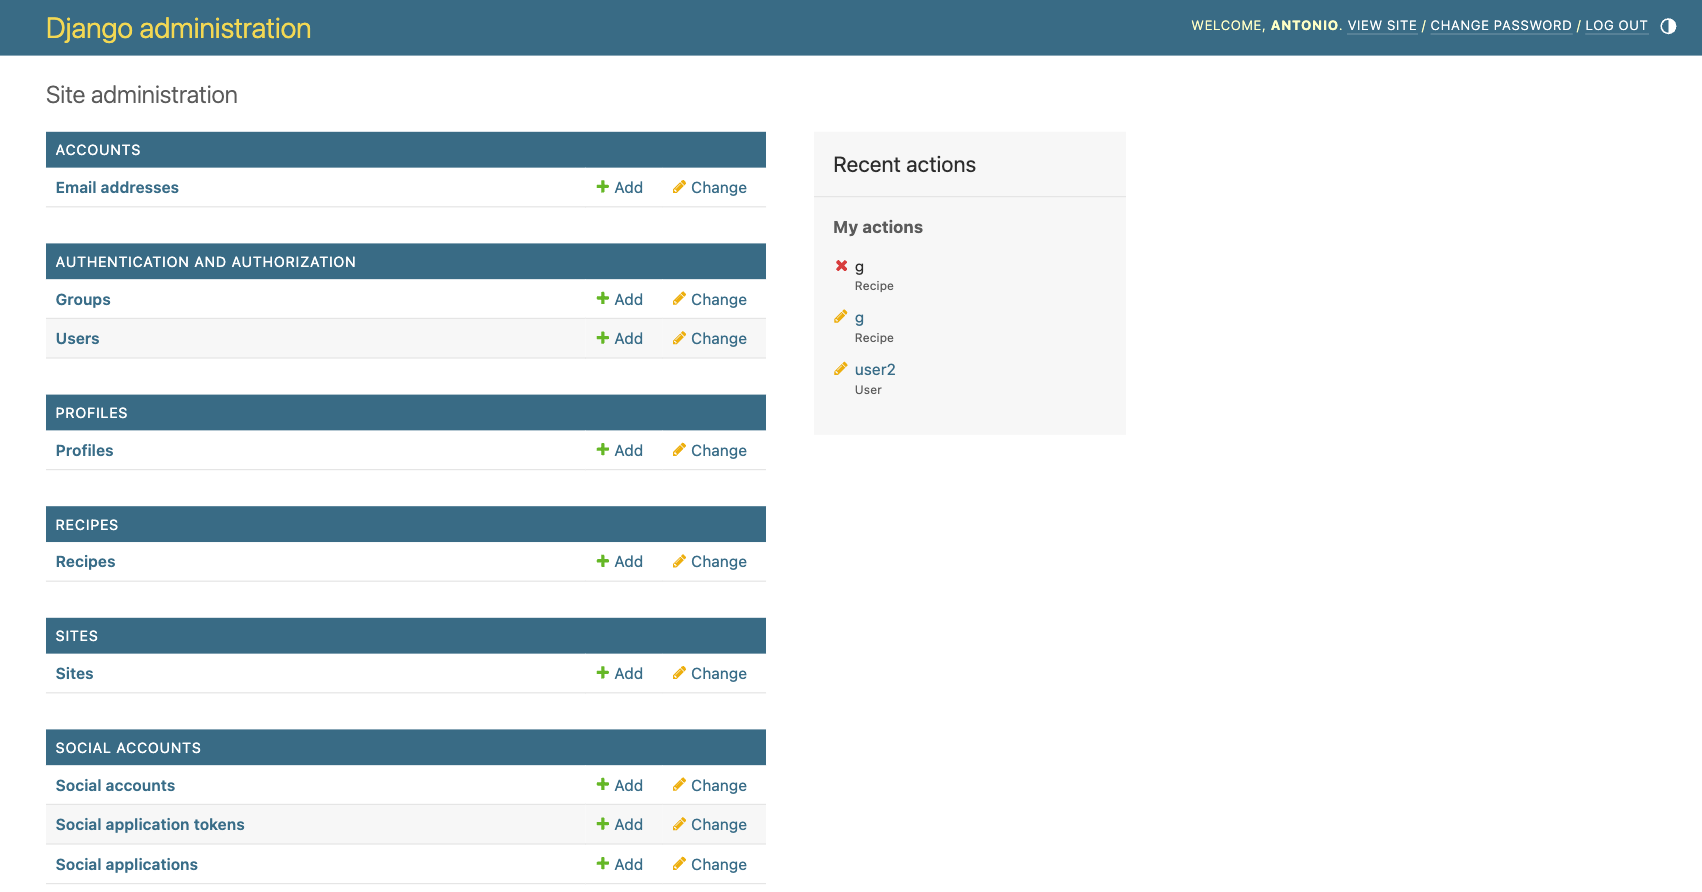 Django administration
WELCOME, ANTONIO. VIEW SITE / CHANGE PASSWORD / LOG OUT
Site administration
ACCOUNTS
Email addresses Add Change
AUTHENTICATION AND AUTHORIZATION
Groups Add Change
Users Add Change
PROFILES
Profiles Add Change
RECIPES
Recipes Add Change
SITES
Sites Add Change
SOCIAL ACCOUNTS
Social accounts Add Change
Social application tokens Add Change
Social applications Add Change
Recent actions
My actions
g
Recipe
g
Recipe
user2
User